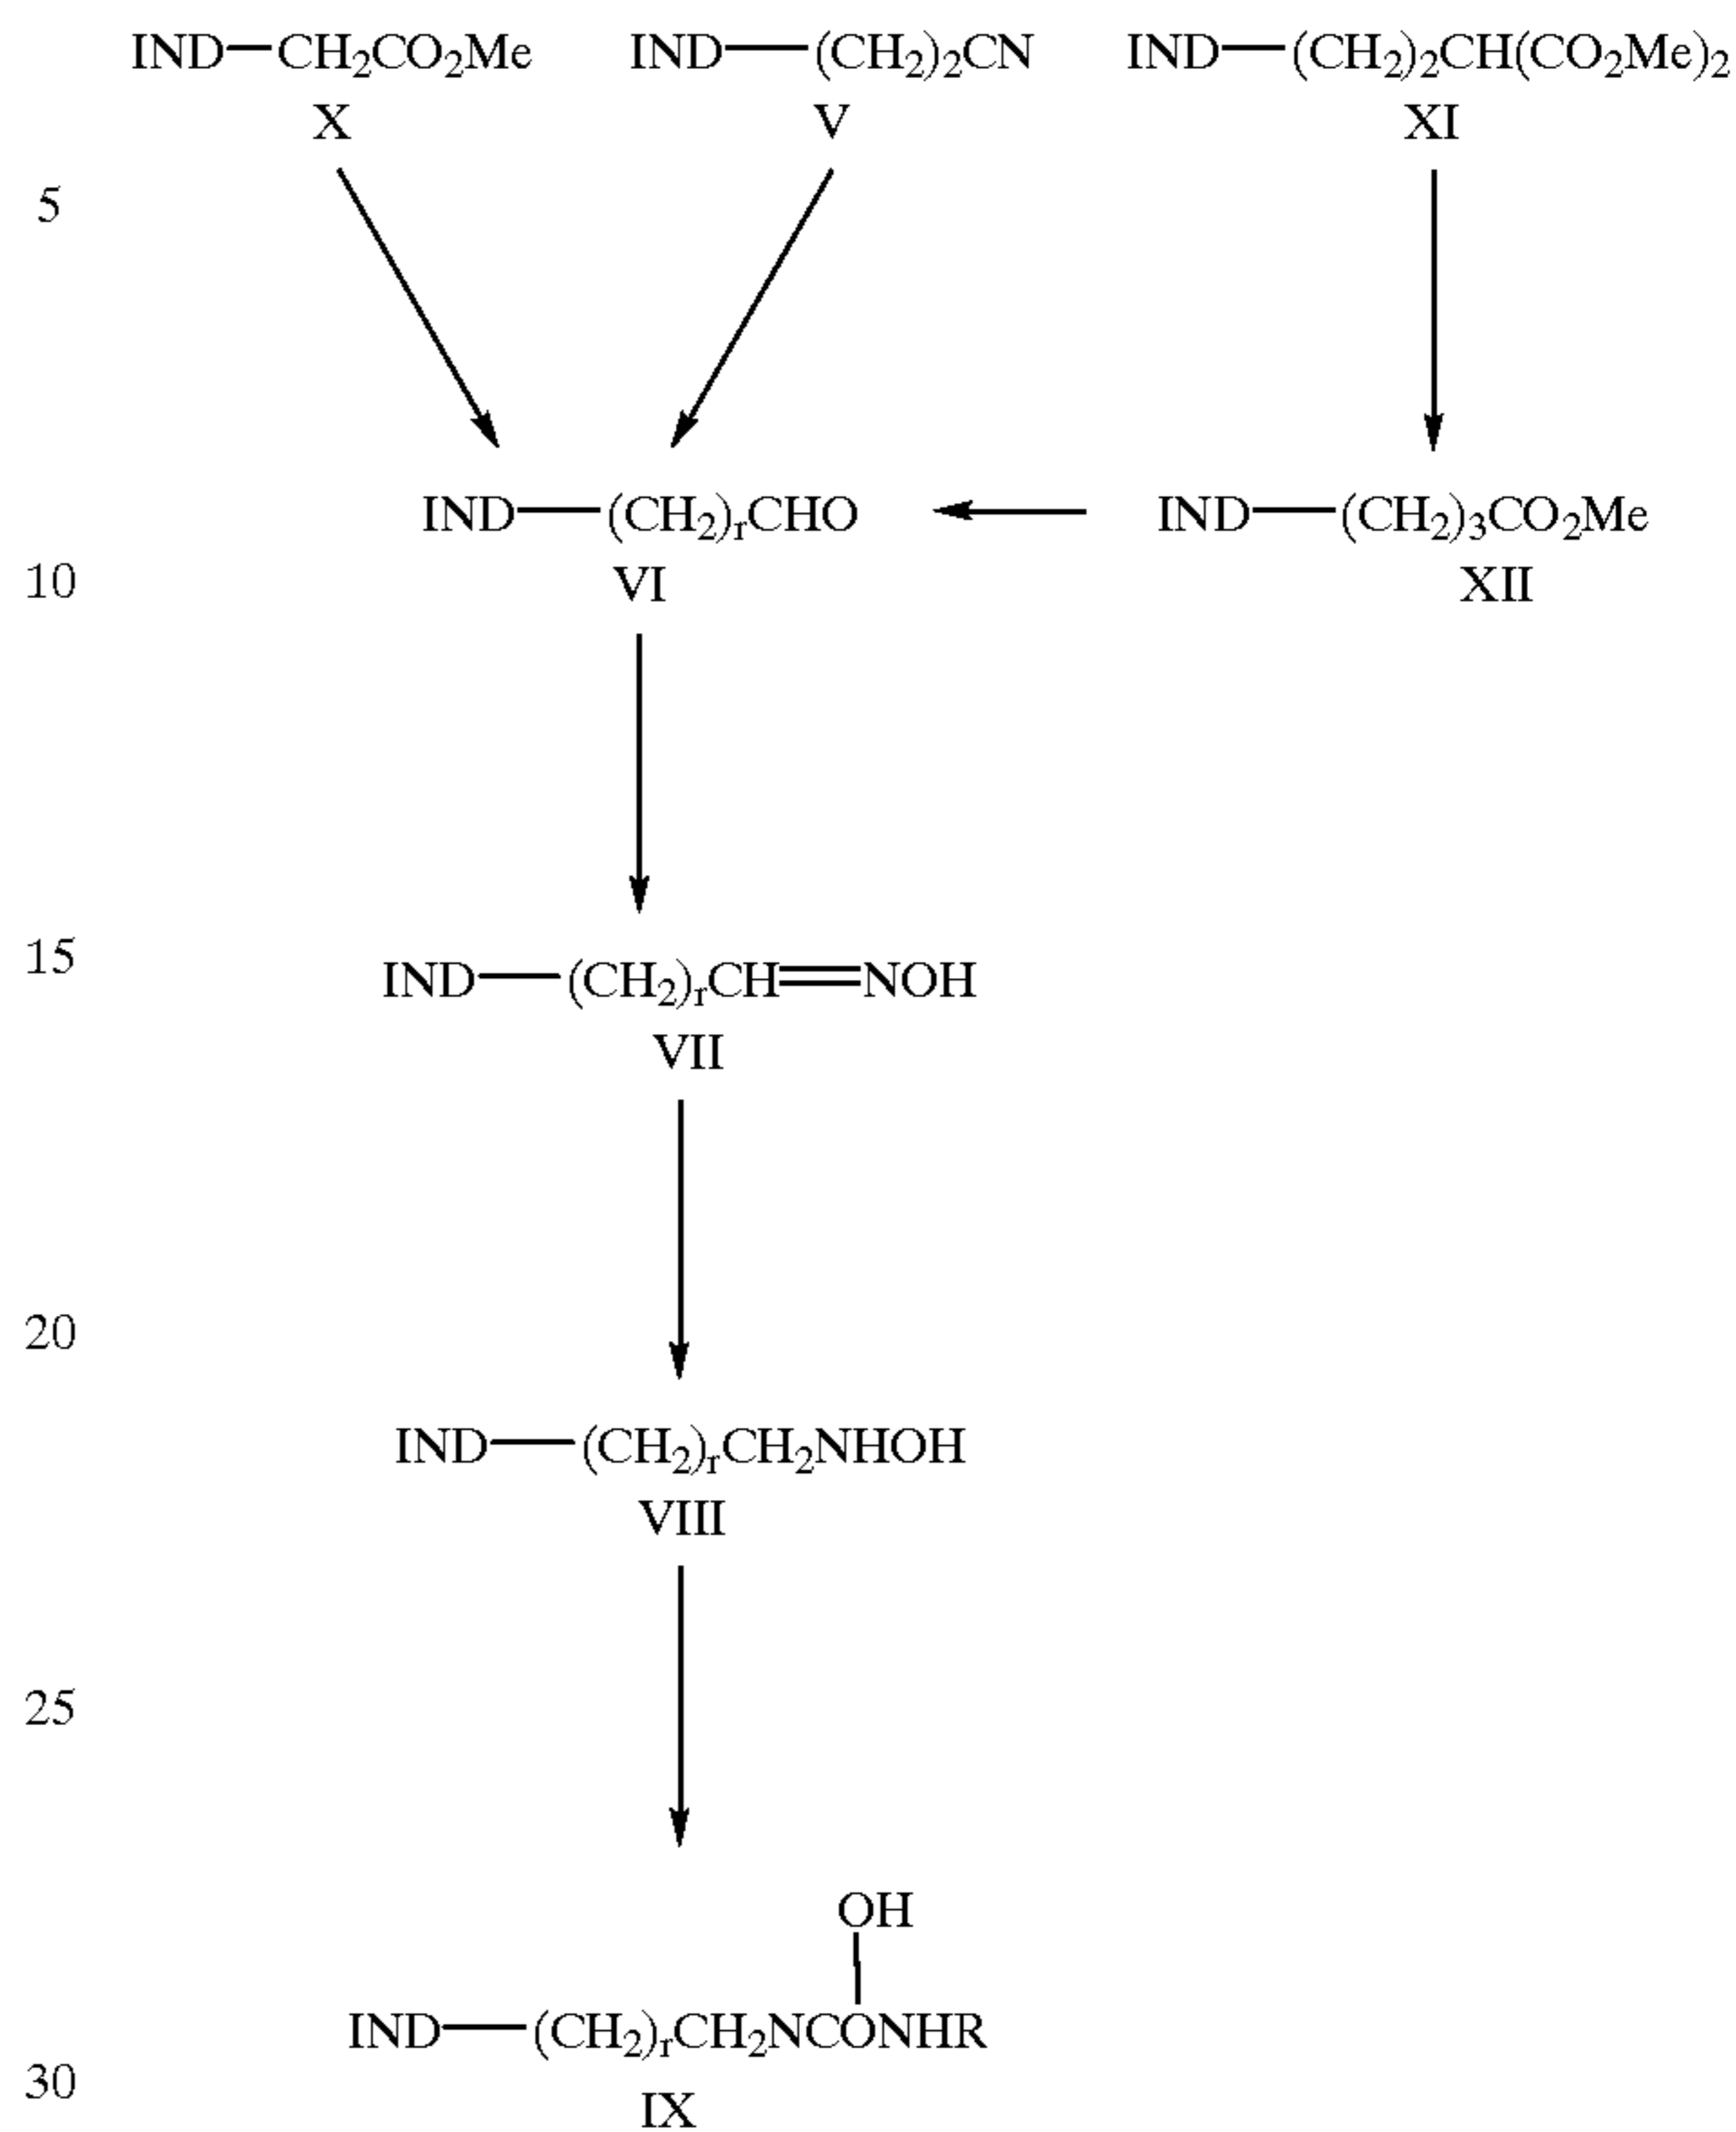 IND—CH₂CO₂Me IND—(CH₂)₂CN IND—(CH₂)₂CH(CO₂Me)₂
X V XI
5
IND—(CH₂)ᵣCHO IND—(CH₂)₃CO₂Me
VI XII
10
15
IND—(CH₂)ᵣCH=NOH
VII
20
IND—(CH₂)ᵣCH₂NHOH
VIII
25
OH
IND—(CH₂)ᵣCH₂NCONHR
30
IX